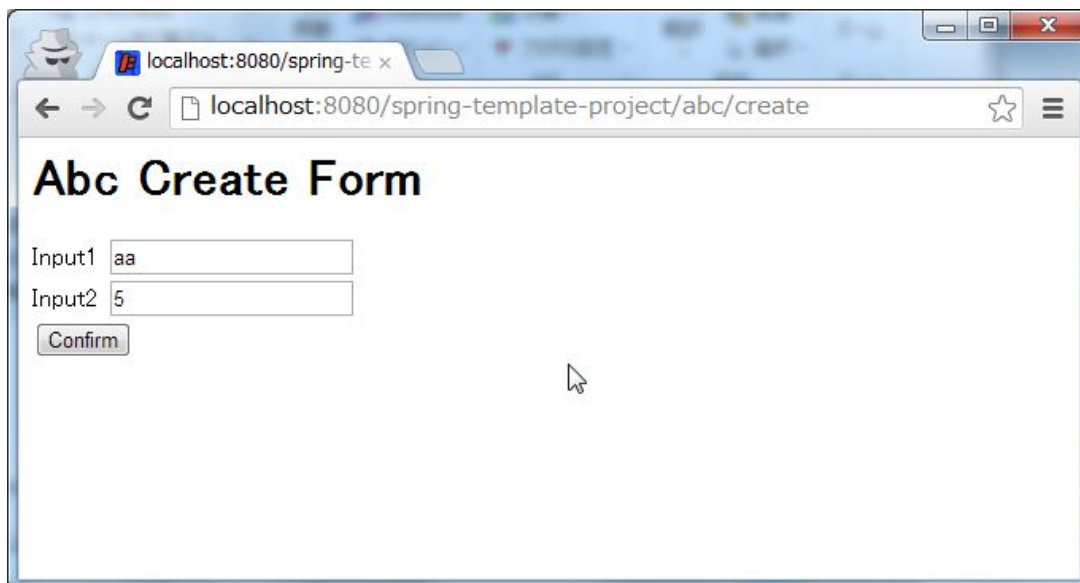 localhost:8080/spring-te
localhost:8080/spring-template-project/abc/create
Abc Create Form
Input1 aa
Input2 5
Confirm